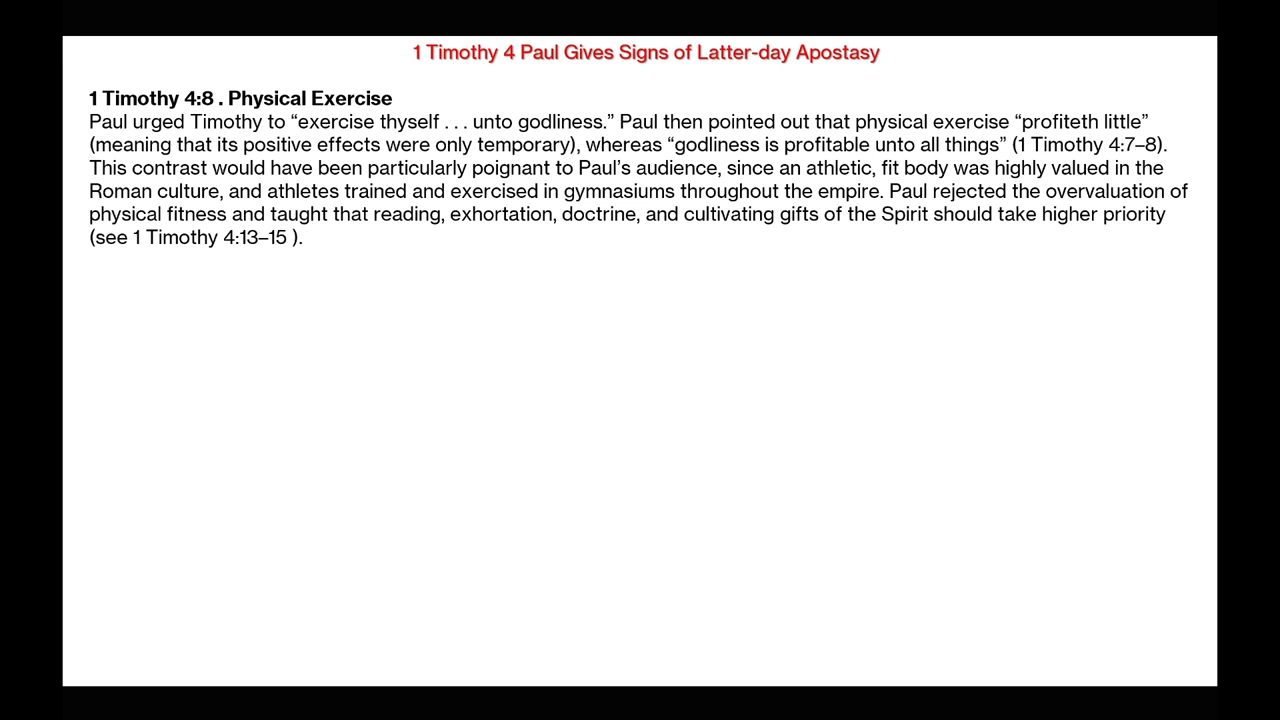 1 Timothy 4 Paul Gives Signs of Latter-day Apostasy
1 Timothy 4:8 . Physical Exercise
Paul urged Timothy to “exercise thyself . . . unto godliness.” Paul then pointed out that physical exercise “profiteth little”
(meaning that its positive effects were only temporary), whereas “godliness is profitable unto all things” (1 Timothy 4:7–8).
This contrast would have been particularly poignant to Paul’s audience, since an athletic, fit body was highly valued in the
Roman culture, and athletes trained and exercised in gymnasiums throughout the empire. Paul rejected the overvaluation of
physical fitness and taught that reading, exhortation, doctrine, and cultivating gifts of the Spirit should take higher priority
(see 1 Timothy 4:13–15 ).